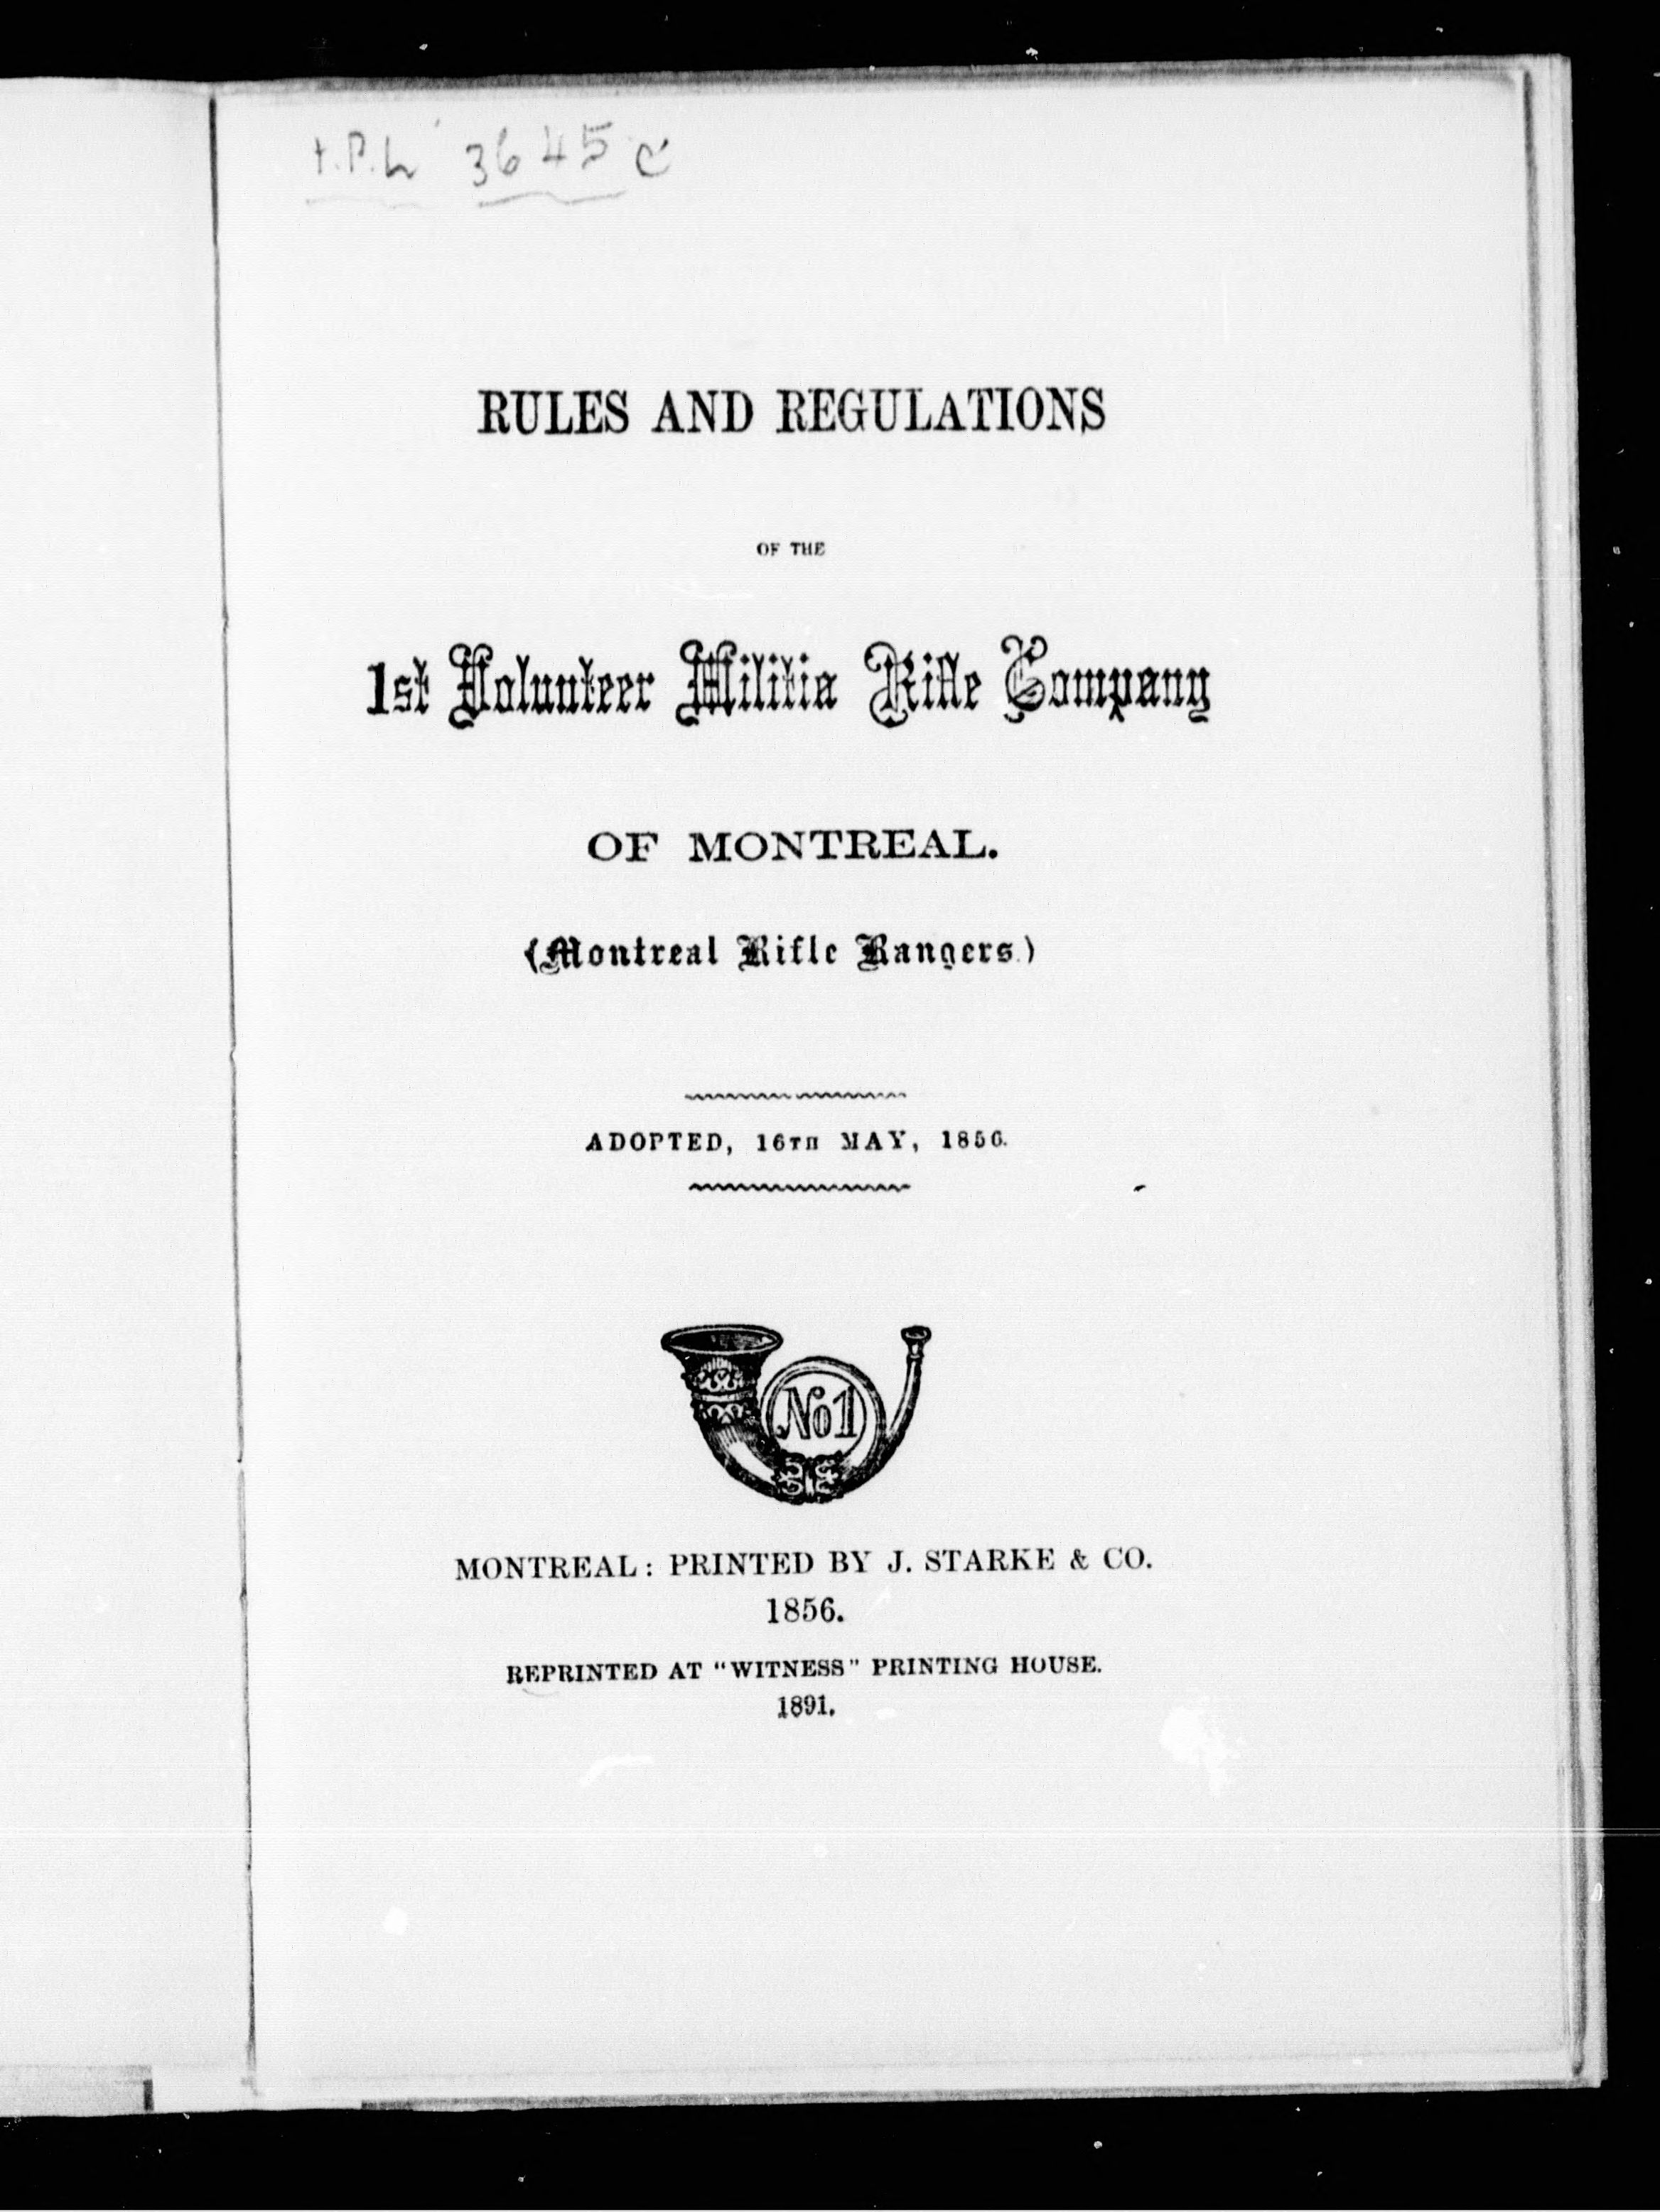 T.P.L 3645 C
RULES AND REGULATIONS
OF THE
1st Volunteer Militia Rifle Company
OF MONTREAL.
(Montreal Rifle Rangers.)
ADOPTED, 16TH MAY, 1856.
No1
MONTREAL: PRINTED BY J. STARKE & CO.
1856.
REPRINTED AT "WITNESS" PRINTING HOUSE.
1891.